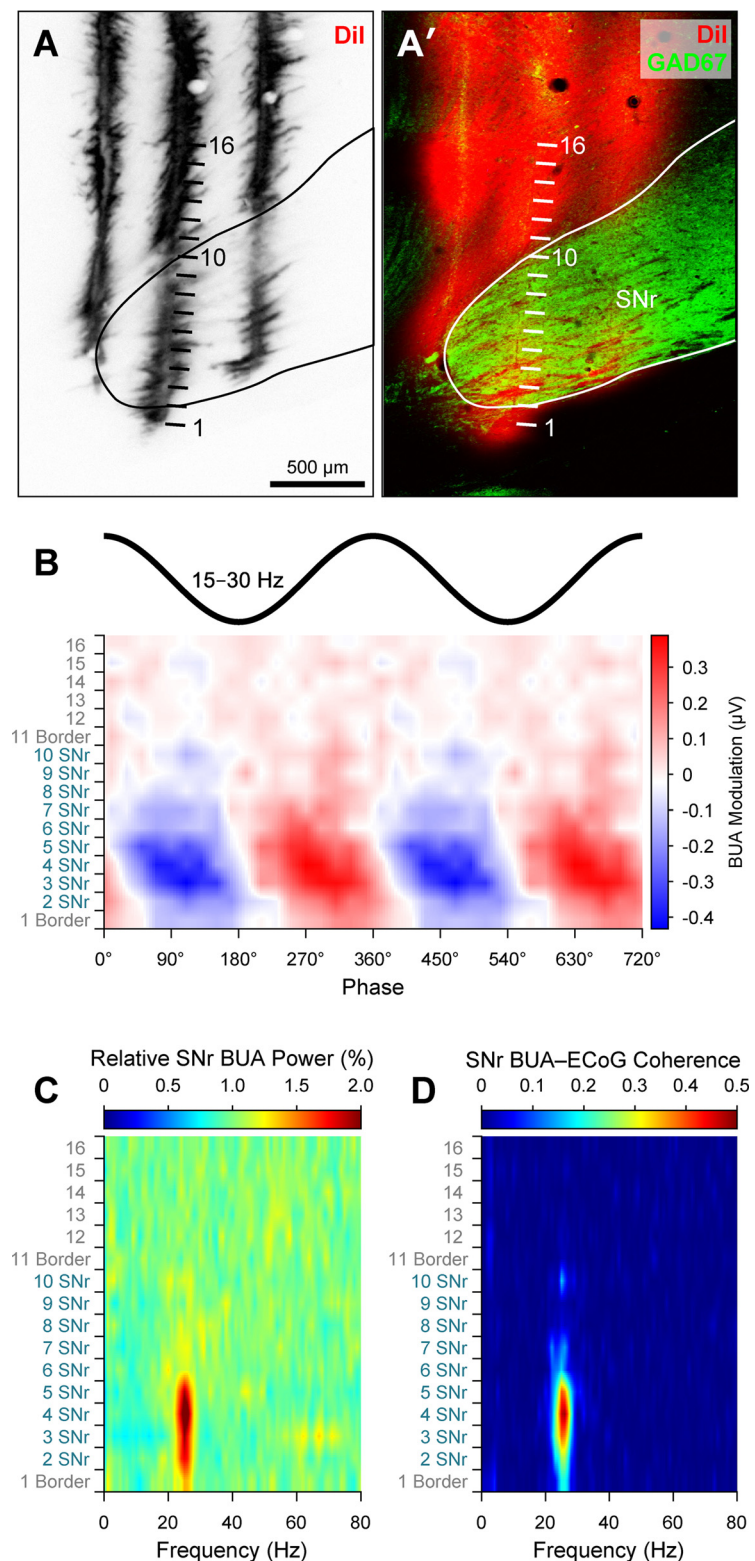 A
DiI
16
10
1
500 µm
A′
DiI
GAD67
16
10
SNr
1
B
15–30 Hz
16
15
14
13
12
11 Border
10 SNr
9 SNr
8 SNr
7 SNr
6 SNr
5 SNr
4 SNr
3 SNr
2 SNr
1 Border
0° 90° 180° 270° 360° 450° 540° 630° 720°
Phase
0.3
0.2
0.1
0
-0.1
-0.2
-0.3
-0.4
BUA Modulation (µV)
C
Relative SNr BUA Power (%)
0 0.5 1.0 1.5 2.0
16
15
14
13
12
11 Border
10 SNr
9 SNr
8 SNr
7 SNr
6 SNr
5 SNr
4 SNr
3 SNr
2 SNr
1 Border
0 20 40 60 80
Frequency (Hz)
D
SNr BUA–ECoG Coherence
0 0.1 0.2 0.3 0.4 0.5
16
15
14
13
12
11 Border
10 SNr
9 SNr
8 SNr
7 SNr
6 SNr
5 SNr
4 SNr
3 SNr
2 SNr
1 Border
0 20 40 60 80
Frequency (Hz)